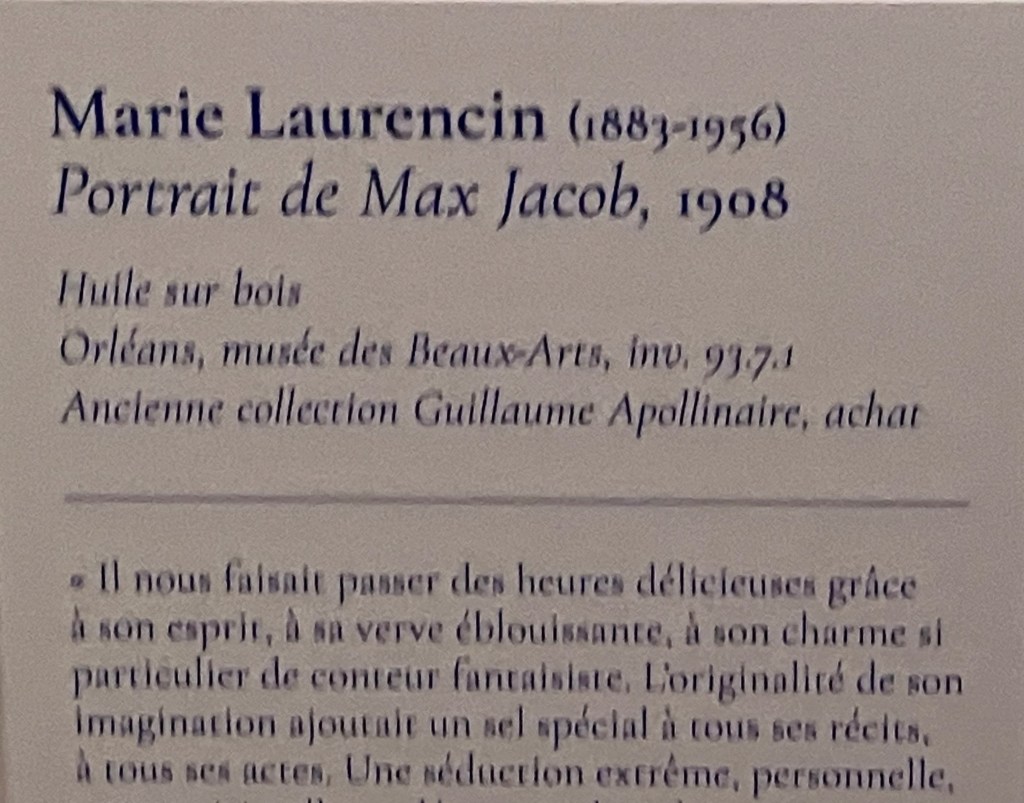 Marie Laurencin (1883-1956)
Portrait de Max Jacob, 1908
Huile sur bois
Orléans, musée des Beaux-Arts, inv. 93.7.1
Ancienne collection Guillaume Apollinaire, achat
« Il nous faisait passer des heures délicieuses grâce
à son esprit, à sa verve éblouissante, à son charme si
particulier de conteur fantaisiste. L'originalité de son
imagination ajoutait un sel spécial à tous ses récits,
à tous ses actes. Une séduction extrême, personnelle,